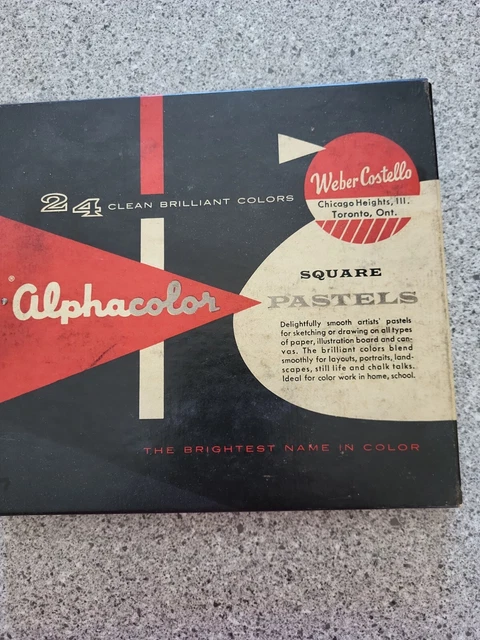 Weber Costello
Chicago Heights, Ill.
Toronto, Ont.
24 CLEAN BRILLIANT COLORS
®
Alphacolor
SQUARE
PASTELS
Delightfully smooth artists' pastels
for sketching or drawing on all types
of paper, illustration board and can-
vas. The brilliant colors blend
smoothly for layouts, portraits, land-
scapes, still life and chalk talks.
Ideal for color work in home, school.
THE BRIGHTEST NAME IN COLOR